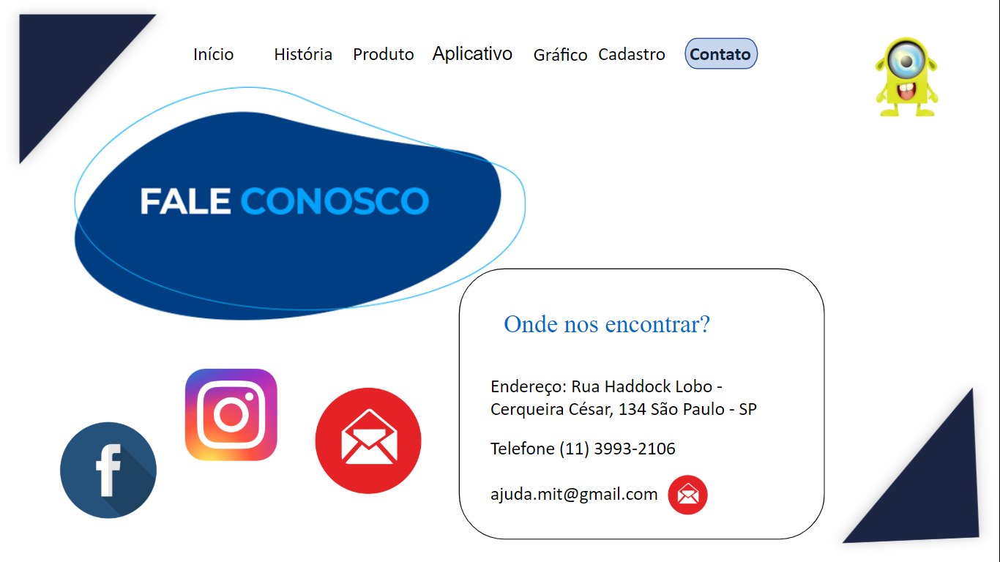 Início História Produto Aplicativo Gráfico Cadastro Contato
FALE CONOSCO
Onde nos encontrar?
Endereço: Rua Haddock Lobo -
Cerqueira César, 134 São Paulo - SP
Telefone (11) 3993-2106
ajuda.mit@gmail.com